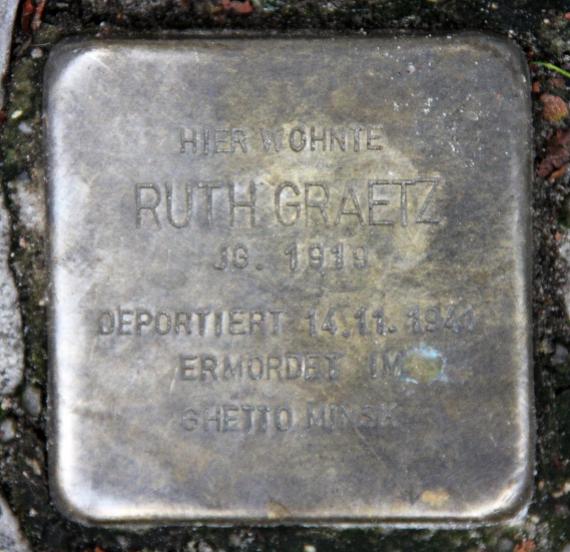 HIER WOHNTE
RUTH GRAETZ
JG. 1919
DEPORTIERT 14.11.1941
ERMORDET IM
GHETTO MINSK